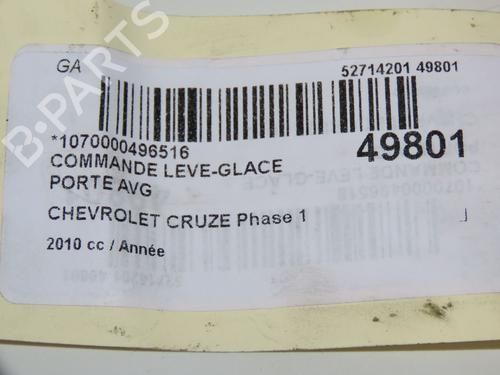 GA
52714201 49801
*1070000496516
49801
COMMANDE LEVE-GLACE
PORTE AVG
CHEVROLET CRUZE Phase 1
2010 cc / Année
B-PARTS